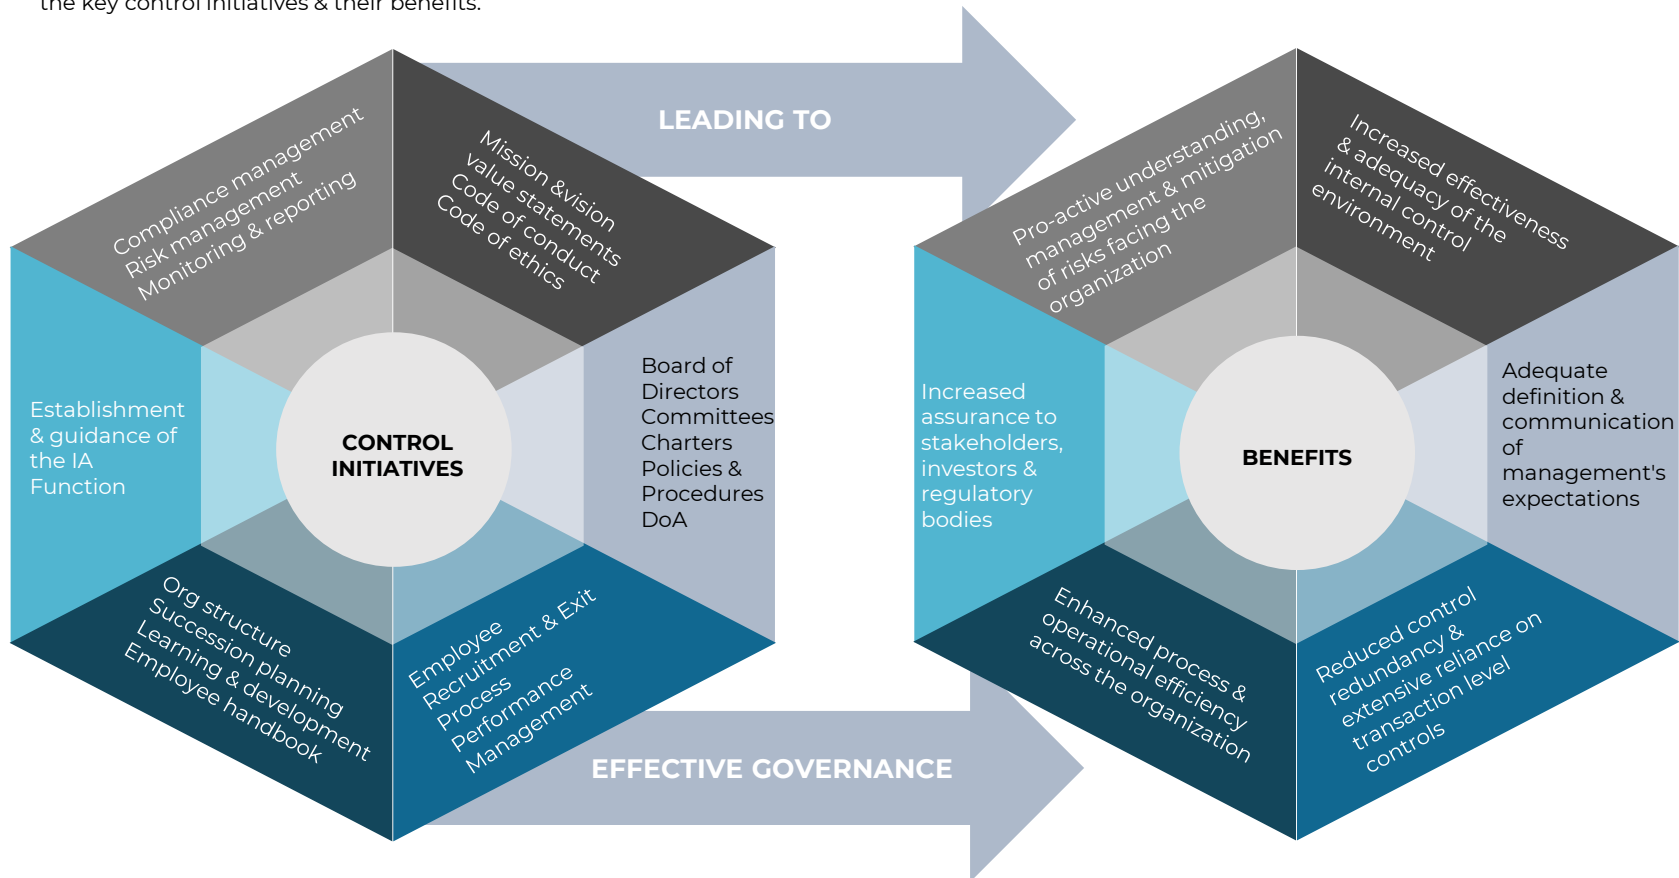 the key control initiatives & their benefits.
LEADING TO
Compliance management
Risk management
Monitoring & reporting
Mission &vision
value statements
Code of conduct
Code of ethics
Establishment
& guidance of
the IA
Function
CONTROL
INITIATIVES
Board of
Directors
Committees
Charters
Policies &
Procedures
DoA
Org structure
Succession planning
Learning & development
Employee handbook
Employee
Recruitment & Exit
Process
Performance
Management
Pro-active understanding,
management & mitigation
of risks facing the
organization
Increased effectiveness
& adequacy of the
internal control
environment
Increased
assurance to
stakeholders,
investors &
regulatory
bodies
BENEFITS
Adequate
definition &
communication
of
management's
expectations
Enhanced process &
operational efficiency
across the organization
Reduced control
redundancy &
extensive reliance on
transaction level
controls
EFFECTIVE GOVERNANCE